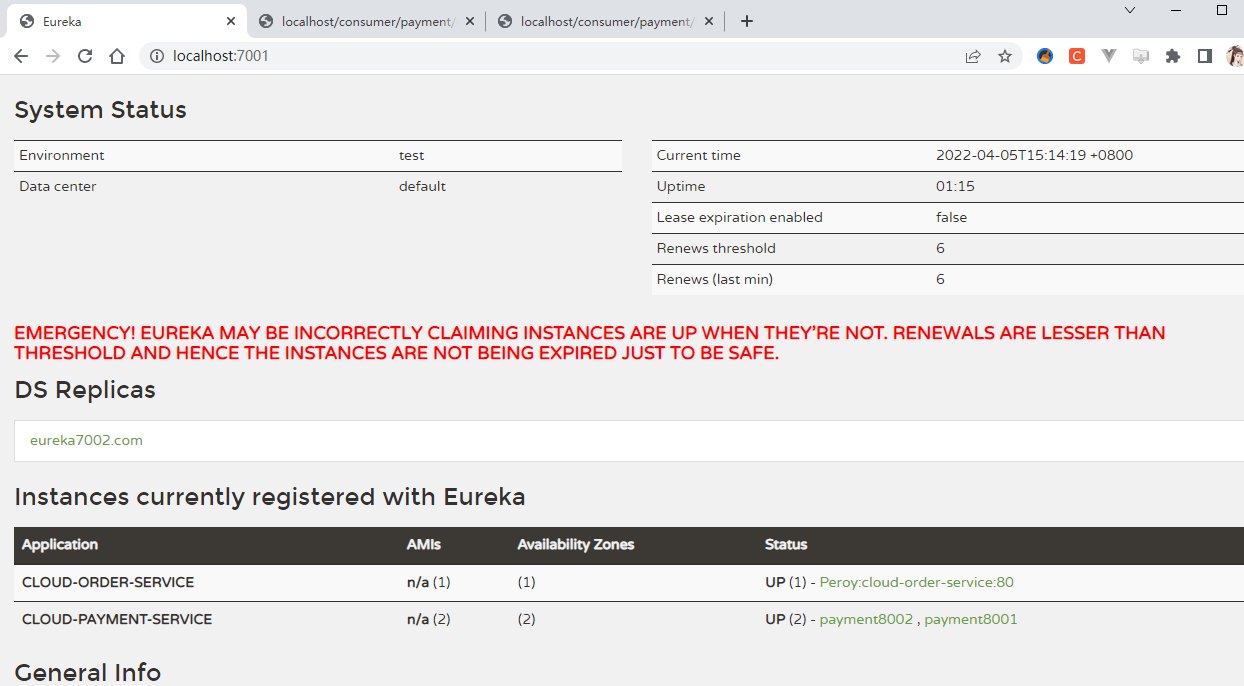 Eureka
localhost/consumer/payment/
localhost/consumer/payment/
localhost:7001
System Status
Environment test
Data center default
Current time 2022-04-05T15:14:19 +0800
Uptime 01:15
Lease expiration enabled false
Renews threshold 6
Renews (last min) 6
EMERGENCY! EUREKA MAY BE INCORRECTLY CLAIMING INSTANCES ARE UP WHEN THEY'RE NOT. RENEWALS ARE LESSER THAN
THRESHOLD AND HENCE THE INSTANCES ARE NOT BEING EXPIRED JUST TO BE SAFE.
DS Replicas
eureka7002.com
Instances currently registered with Eureka
Application AMIs Availability Zones Status
CLOUD-ORDER-SERVICE n/a (1) (1) UP (1) - Peroy:cloud-order-service:80
CLOUD-PAYMENT-SERVICE n/a (2) (2) UP (2) - payment8002 , payment8001
General Info